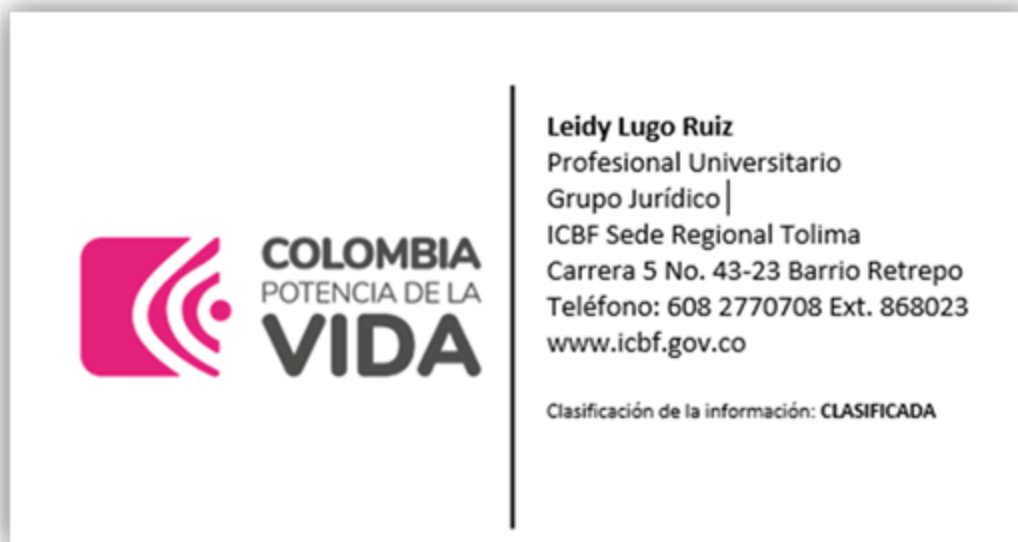 COLOMBIA
POTENCIA DE LA
VIDA
Leidy Lugo Ruiz
Profesional Universitario
Grupo Jurídico
ICBF Sede Regional Tolima
Carrera 5 No. 43-23 Barrio Retrepo
Teléfono: 608 2770708 Ext. 868023
www.icbf.gov.co
Clasificación de la información: CLASIFICADA